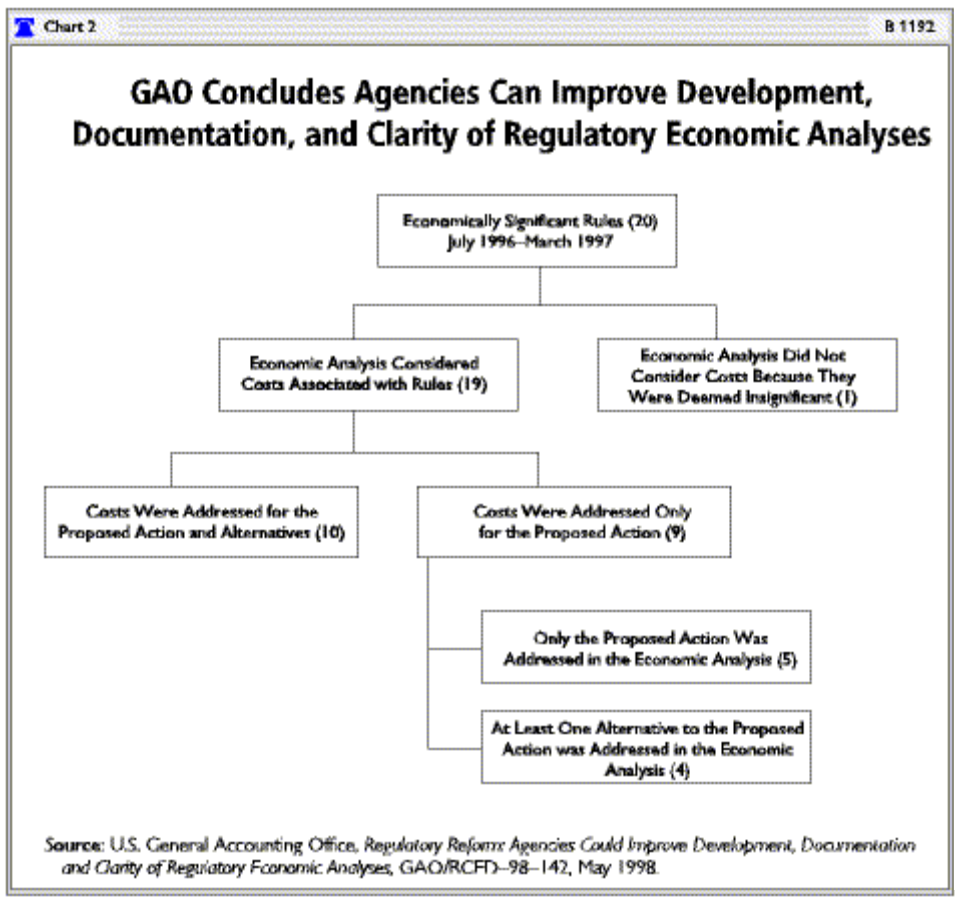 Chart 2
B 1192
GAO Concludes Agencies Can Improve Development,
Documentation, and Clarity of Regulatory Economic Analyses
Economically Significant Rules (20)
July 1996–March 1997
Economic Analysis Considered
Costs Associated with Rules (19)
Economic Analysis Did Not
Consider Costs Because They
Were Deemed Insignificant (1)
Costs Were Addressed for the
Proposed Action and Alternatives (10)
Costs Were Addressed Only
for the Proposed Action (9)
Only the Proposed Action Was
Addressed in the Economic Analysis (5)
At Least One Alternative to the Proposed
Action was Addressed in the Economic
Analysis (4)
Source: U.S. General Accounting Office, Regulatory Reform: Agencies Could Improve Development, Documentation
and Clarity of Regulatory Economic Analyses, GAO/RCFD–98–142, May 1998.